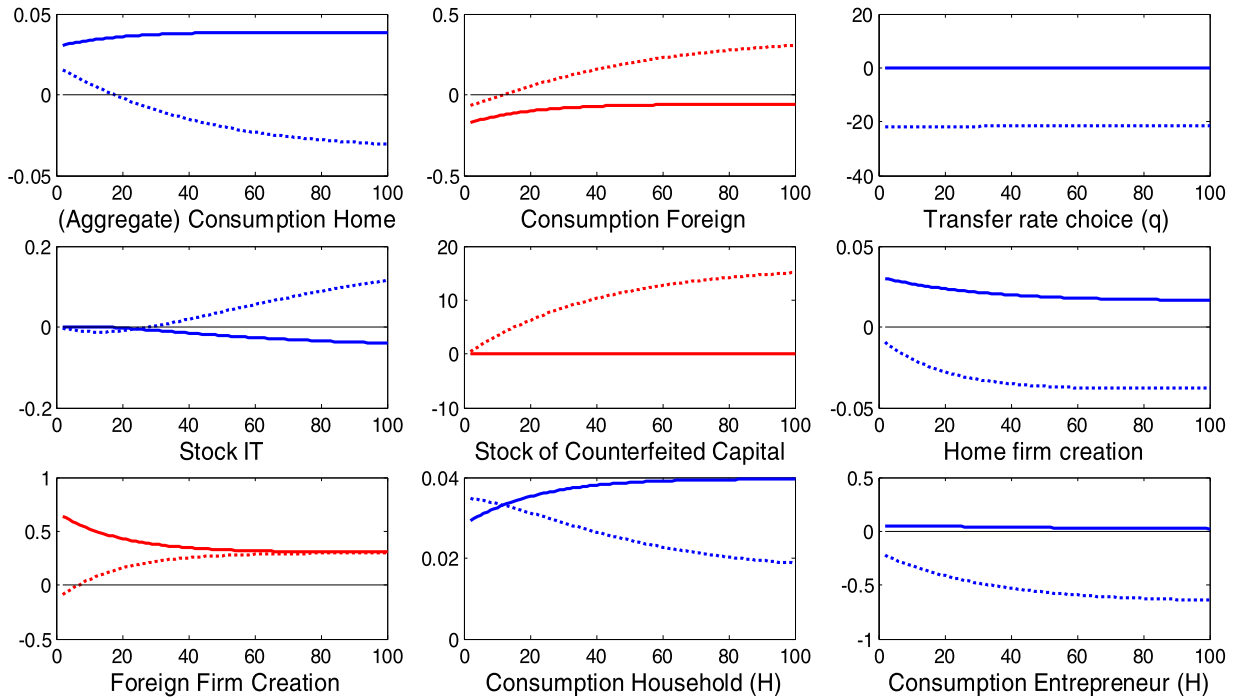 0.05
0
-0.05
0 20 40 60 80 100
(Aggregate) Consumption Home
0.5
0
-0.5
0 20 40 60 80 100
Consumption Foreign
20
0
-20
-40
0 20 40 60 80 100
Transfer rate choice (q)
0.2
0
-0.2
0 20 40 60 80 100
Stock IT
20
10
0
-10
0 20 40 60 80 100
Stock of Counterfeited Capital
0.05
0
-0.05
0 20 40 60 80 100
Home firm creation
1
0.5
0
-0.5
0 20 40 60 80 100
Foreign Firm Creation
0.04
0.02
0
0 20 40 60 80 100
Consumption Household (H)
0.5
0
-0.5
-1
0 20 40 60 80 100
Consumption Entrepreneur (H)